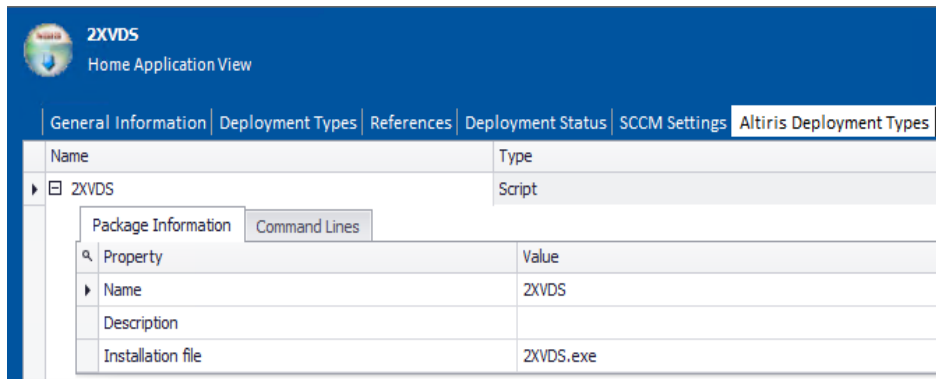 2XVDS
Home Application View
General Information Deployment Types References Deployment Status SCCM Settings Altiris Deployment Types
Name Type
2XVDS Script
Package Information Command Lines
Property Value
Name 2XVDS
Description
Installation file 2XVDS.exe